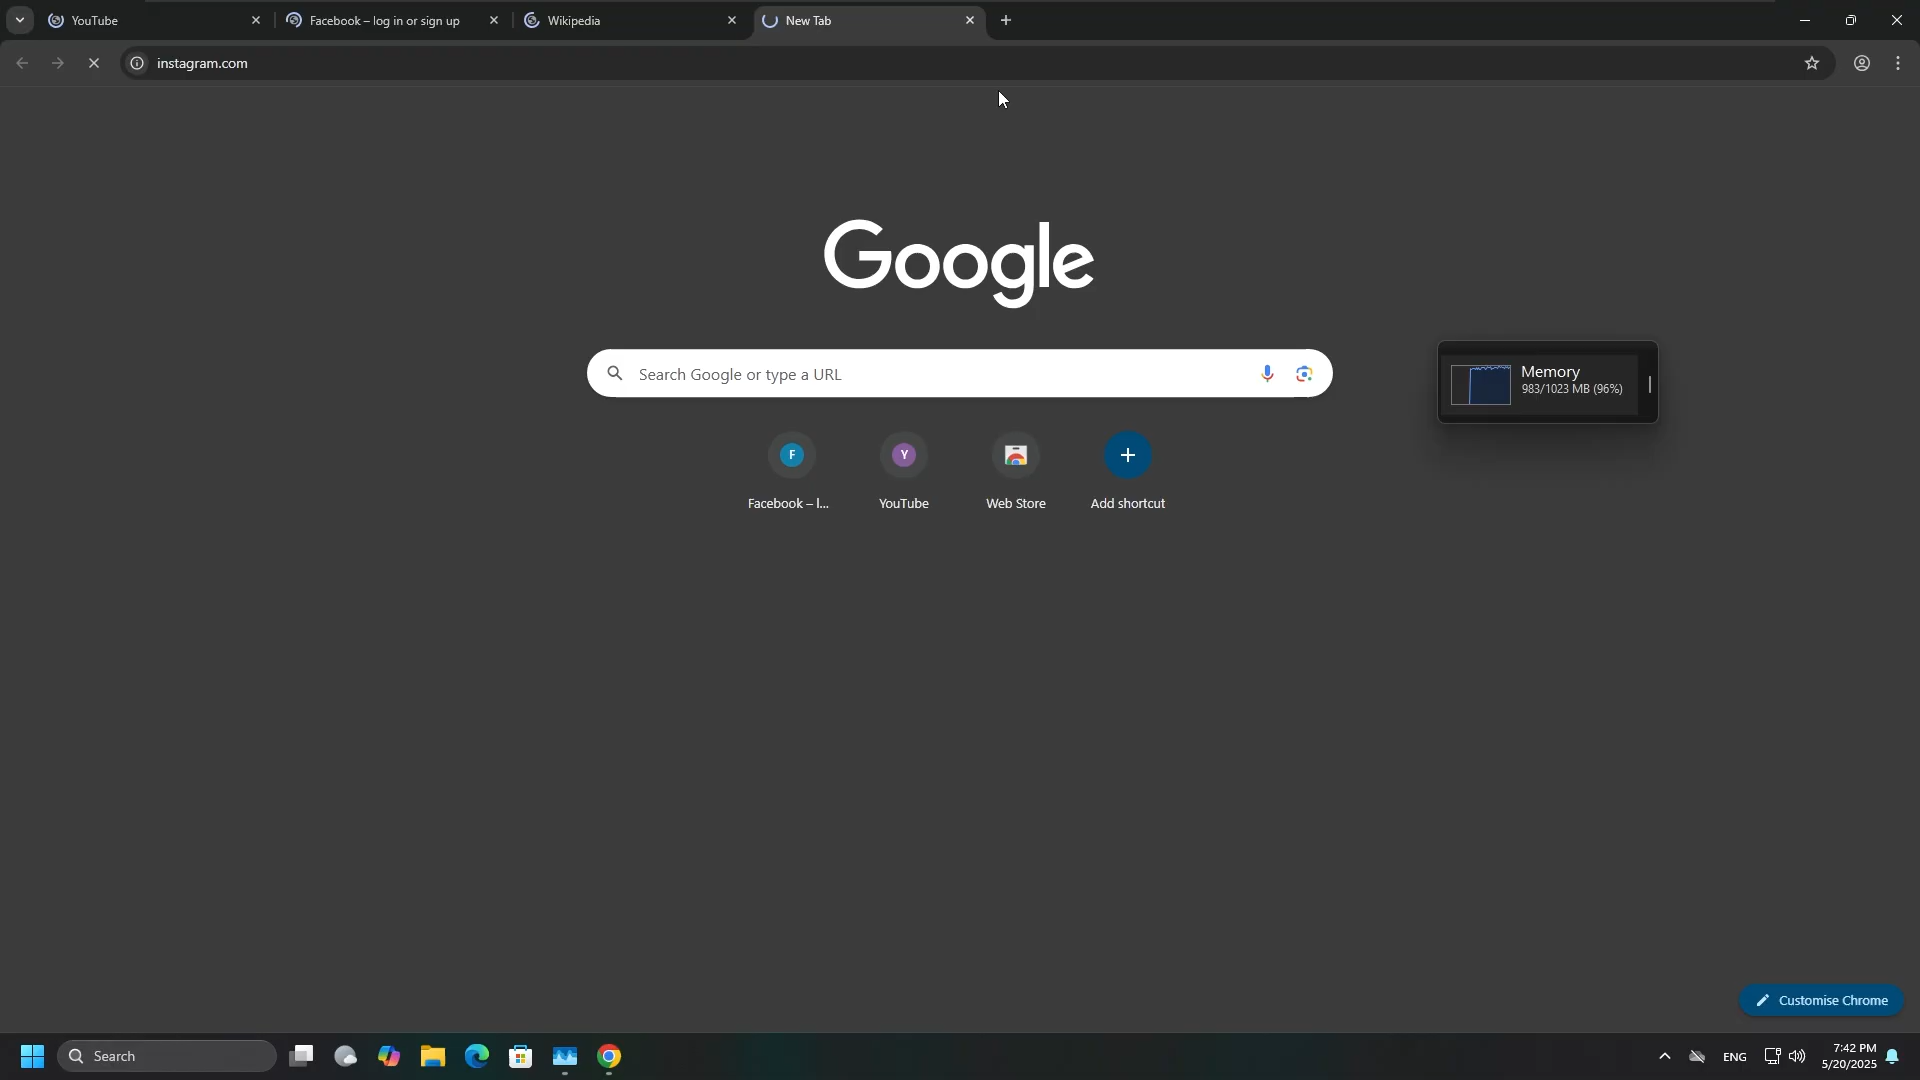 YouTube
Facebook – log in or sign up
Wikipedia
New Tab
instagram.com
Google
Search Google or type a URL
Memory
983/1023 MB (96%)
F
Y
Facebook – l...
YouTube
Web Store
Add shortcut
Customise Chrome
Search
ENG
7:42 PM
5/20/2025